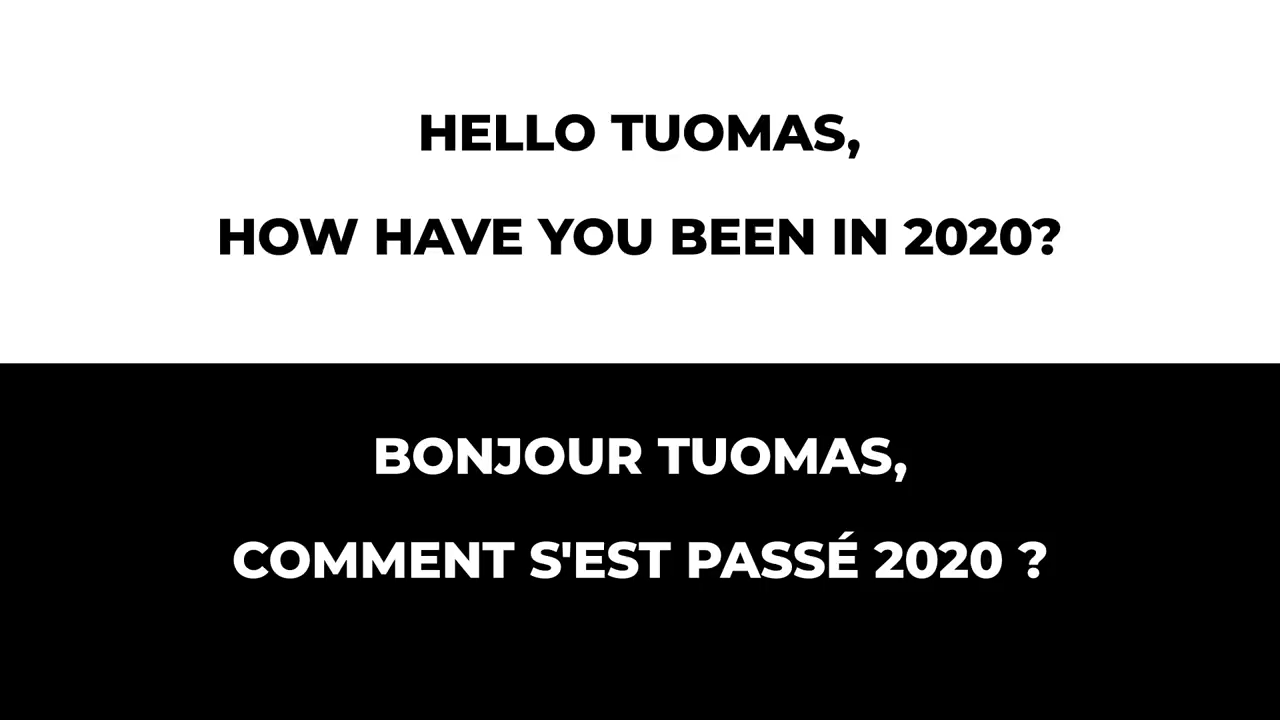 HELLO TUOMAS,
HOW HAVE YOU BEEN IN 2020?
BONJOUR TUOMAS,
COMMENT S'EST PASSÉ 2020 ?